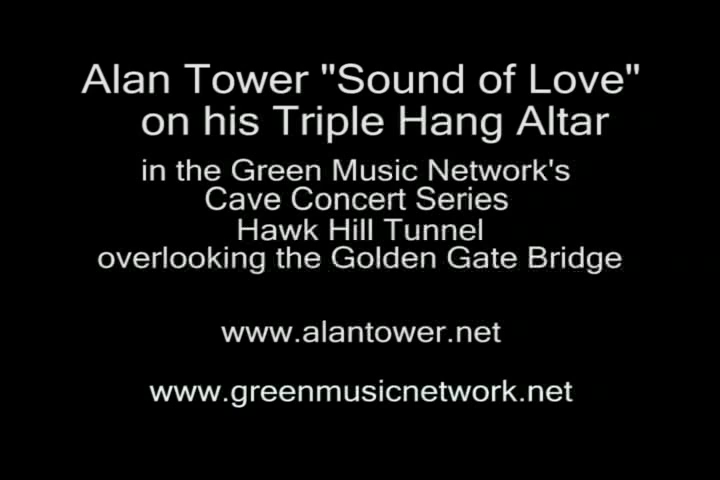 Alan Tower "Sound of Love"
on his Triple Hang Altar
in the Green Music Network's
Cave Concert Series
Hawk Hill Tunnel
overlooking the Golden Gate Bridge
www.alantower.net
www.greenmusicnetwork.net